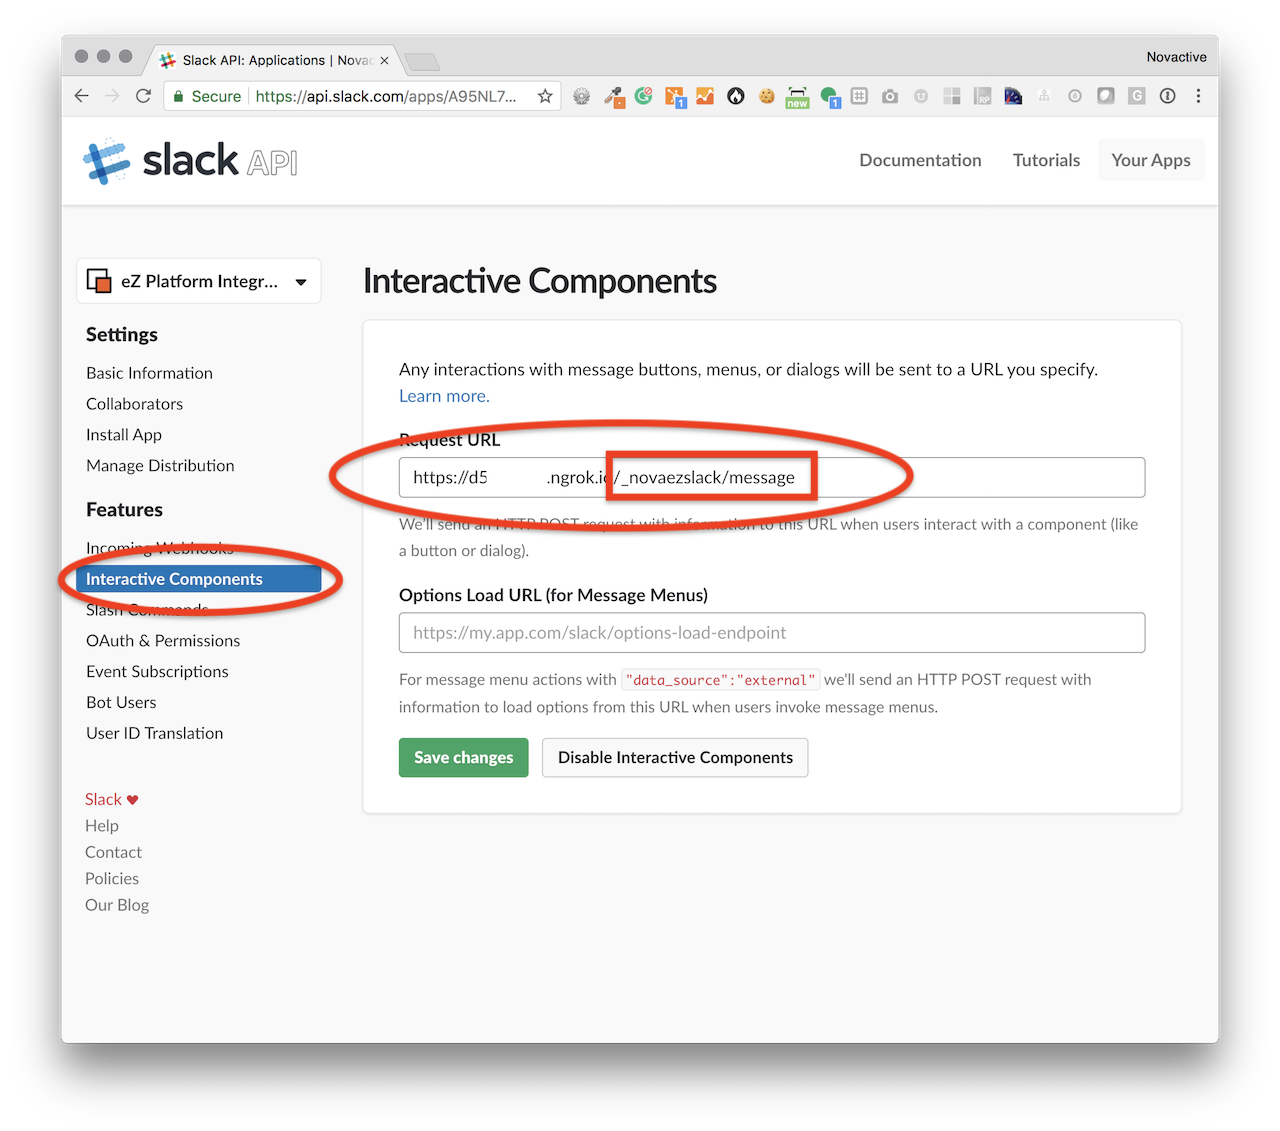 Slack API: Applications | Novac
Novactive
Secure
https://api.slack.com/apps/A95NL7...
1
new
1
RP
G
slack API
Documentation
Tutorials
Your Apps
eZ Platform Integr...
Settings
Basic Information
Collaborators
Install App
Manage Distribution
Features
Incoming Webhooks
Interactive Components
Slash Commands
OAuth & Permissions
Event Subscriptions
Bot Users
User ID Translation
Slack ♥
Help
Contact
Policies
Our Blog
Interactive Components
Any interactions with message buttons, menus, or dialogs will be sent to a URL you specify.
Learn more.
Request URL
https://d5 .ngrok.io/_novaezslack/message
We'll send an HTTP POST request with information to this URL when users interact with a component (like
a button or dialog).
Options Load URL (for Message Menus)
https://my.app.com/slack/options-load-endpoint
For message menu actions with "data_source":"external" we'll send an HTTP POST request with
information to load options from this URL when users invoke message menus.
Save changes
Disable Interactive Components